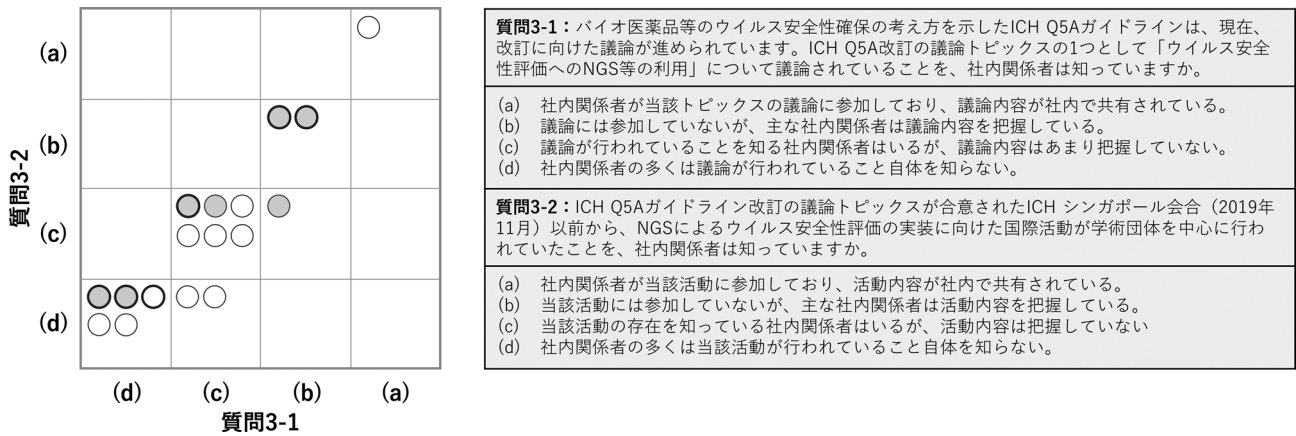 (a)
(b)
(c)
(d)
質問3-2
(d)
(c)
(b)
(a)
質問3-1
質問3-1：バイオ医薬品等のウイルス安全性確保の考え方を示したICH Q5Aガイドラインは、現在、
改訂に向けた議論が進められています。ICH Q5A改訂の議論トピックスの1つとして「ウイルス安全
性評価へのNGS等の利用」について議論されていることを、社内関係者は知っていますか。
(a) 社内関係者が当該トピックスの議論に参加しており、議論内容が社内で共有されている。
(b) 議論には参加していないが、主な社内関係者は議論内容を把握している。
(c) 議論が行われていることを知る社内関係者はいるが、議論内容はあまり把握していない。
(d) 社内関係者の多くは議論が行われていること自体を知らない。
質問3-2：ICH Q5Aガイドライン改訂の議論トピックスが合意されたICH シンガポール会合（2019年
11月）以前から、NGSによるウイルス安全性評価の実装に向けた国際活動が学術団体を中心に行わ
れていたことを、社内関係者は知っていますか。
(a) 社内関係者が当該活動に参加しており、活動内容が社内で共有されている。
(b) 当該活動には参加していないが、主な社内関係者は活動内容を把握している。
(c) 当該活動の存在を知っている社内関係者はいるが、活動内容は把握していない
(d) 社内関係者の多くは当該活動が行われていること自体を知らない。